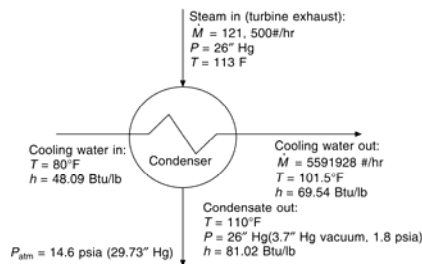 Steam in (turbine exhaust):
Ṁ = 121, 500#/hr
P = 26″ Hg
T = 113 F
Cooling water in:
T = 80°F
h = 48.09 Btu/lb
Condenser
Cooling water out:
Ṁ = 5591928 #/hr
T = 101.5°F
h = 69.54 Btu/lb
Condensate out:
T = 110°F
P = 26″ Hg(3.7″ Hg vacuum, 1.8 psia)
h = 81.02 Btu/lb
Patm = 14.6 psia (29.73″ Hg)